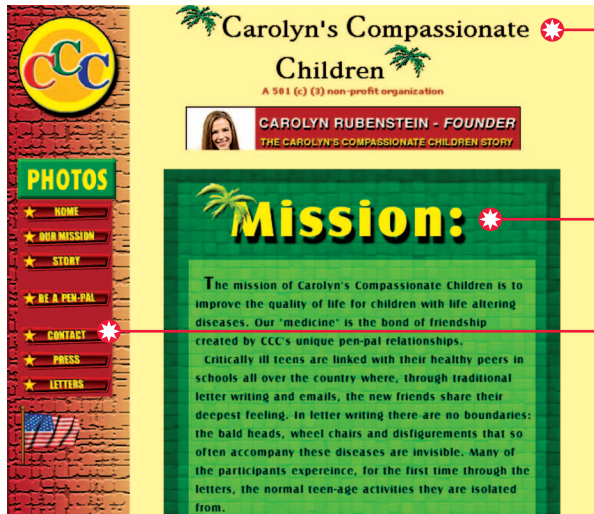 CCC
Carolyn's Compassionate
Children
A 501 (c) (3) non-profit organization
CAROLYN RUBENSTEIN - FOUNDER
THE CAROLYN'S COMPASSIONATE CHILDREN STORY
PHOTOS
HOME
OUR MISSION
STORY
BE A PEN-PAL
CONTACT
PRESS
LETTERS
Mission:
The mission of Carolyn's Compassionate Children is to
improve the quality of life for children with life altering
diseases. Our "medicine" is the bond of friendship
created by CCC's unique pen-pal relationships.
Critically ill teens are linked with their healthy peers in
schools all over the country where, through traditional
letter writing and emails, the new friends share their
deepest feeling. In letter writing there are no boundaries:
the bald heads, wheel chairs and disfigurements that so
often accompany these diseases are invisible. Many of
the participants expereince, for the first time through the
letters, the normal teen-age activities they are isolated
from.